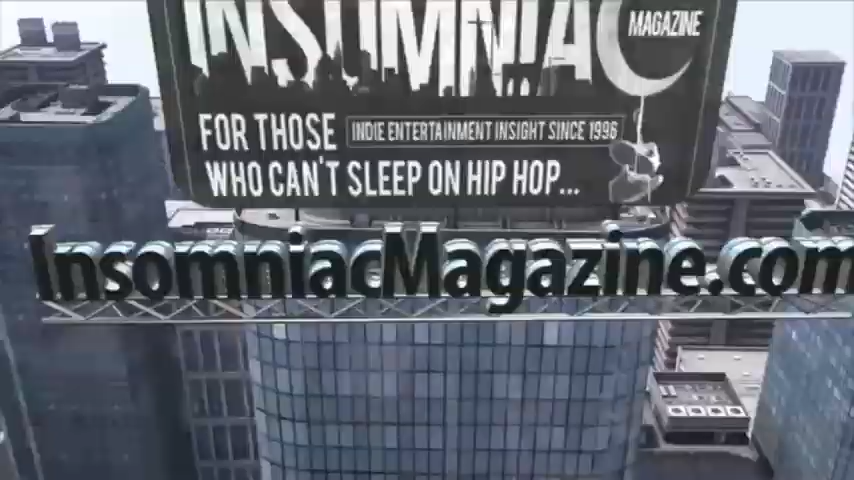 INSOMNIAC
MAGAZINE
FOR THOSE
INDIE ENTERTAINMENT INSIGHT SINCE 1996
WHO CAN'T SLEEP ON HIP HOP...
InsomniacMagazine.com